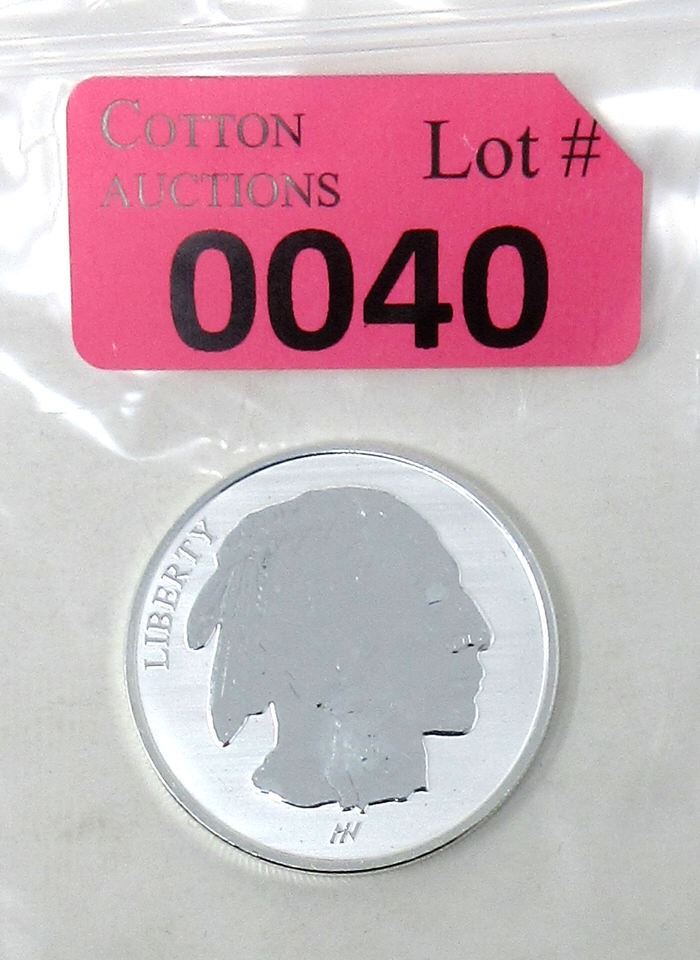 COTTON
AUCTIONS
Lot #
0040
LIBERTY
HN